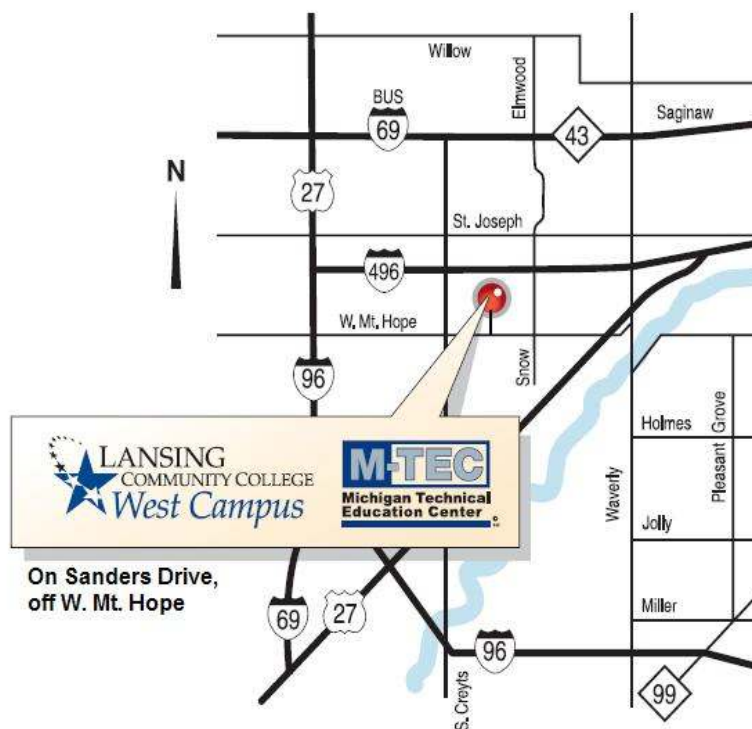 Willow
Elmwood
BUS
69
43
Saginaw
N
27
St. Joseph
496
W. Mt. Hope
Snow
96
LANSING
COMMUNITY COLLEGE
West Campus
M-TEC
Michigan Technical
Education Center
Holmes
Pleasant Grove
Waverly
Jolly
On Sanders Drive,
off W. Mt. Hope
Miller
69
27
96
S. Creyts
99